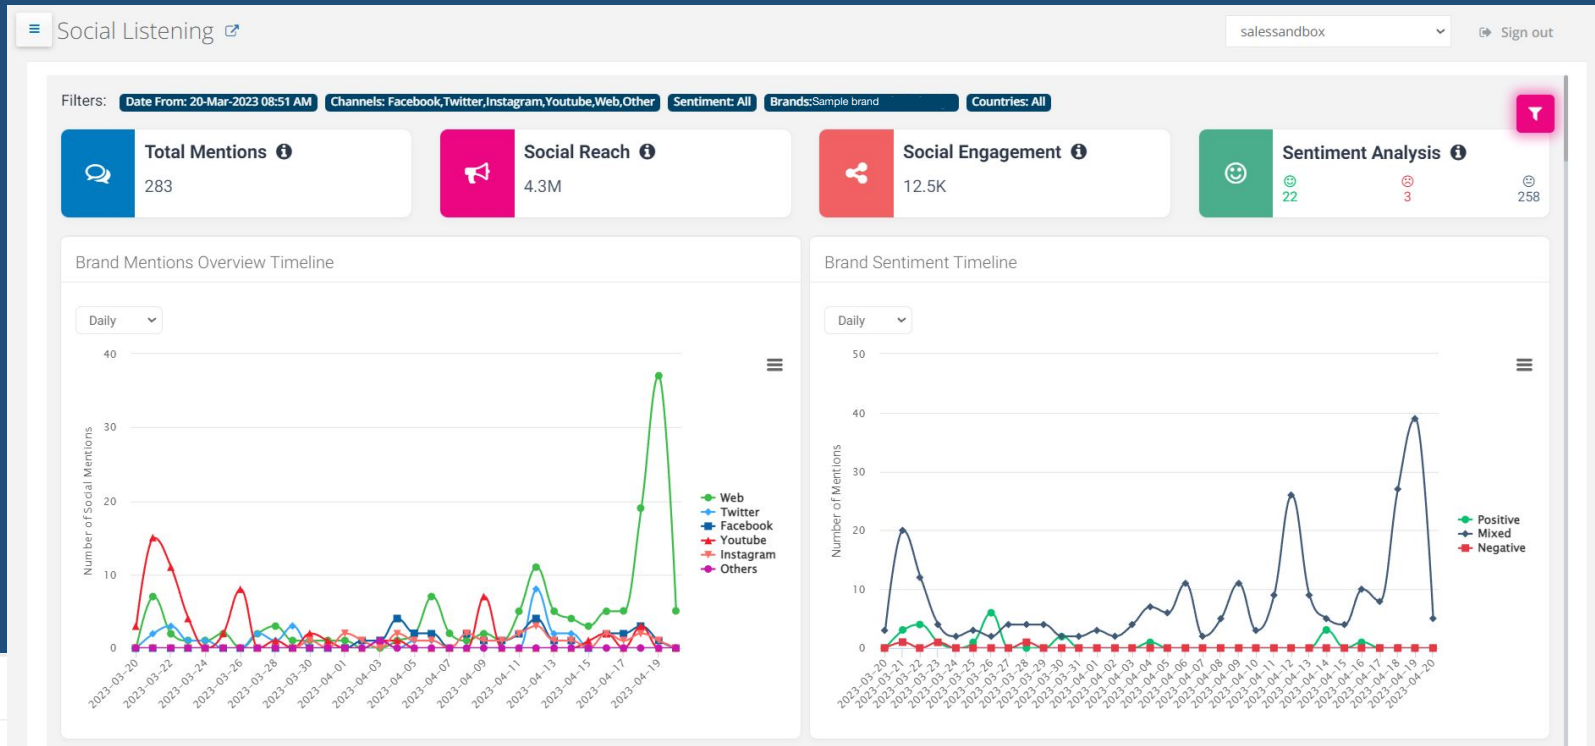 Social Listening
salessandbox
Sign out
Filters: Date From: 20-Mar-2023 08:51 AM Channels: Facebook,Twitter,Instagram,Youtube,Web,Other Sentiment: All Brands:Sample brand Countries: All
Total Mentions
283
Social Reach
4.3M
Social Engagement
12.5K
Sentiment Analysis
22 3 258
Brand Mentions Overview Timeline
Daily
Number of Social Mentions
40
30
20
10
0
2023-03-20 2023-03-22 2023-03-24 2023-03-26 2023-03-28 2023-03-30 2023-04-01 2023-04-03 2023-04-05 2023-04-07 2023-04-09 2023-04-11 2023-04-13 2023-04-15 2023-04-17 2023-04-19
Web
Twitter
Facebook
Youtube
Instagram
Others
Brand Sentiment Timeline
Daily
Number of Mentions
50
40
30
20
10
0
2023-03-20 2023-03-21 2023-03-22 2023-03-23 2023-03-24 2023-03-25 2023-03-26 2023-03-27 2023-03-28 2023-03-29 2023-03-30 2023-03-31 2023-04-01 2023-04-02 2023-04-03 2023-04-04 2023-04-05 2023-04-06 2023-04-07 2023-04-08 2023-04-09 2023-04-10 2023-04-11 2023-04-12 2023-04-13 2023-04-14 2023-04-15 2023-04-16 2023-04-17 2023-04-18 2023-04-19 2023-04-20
Positive
Mixed
Negative